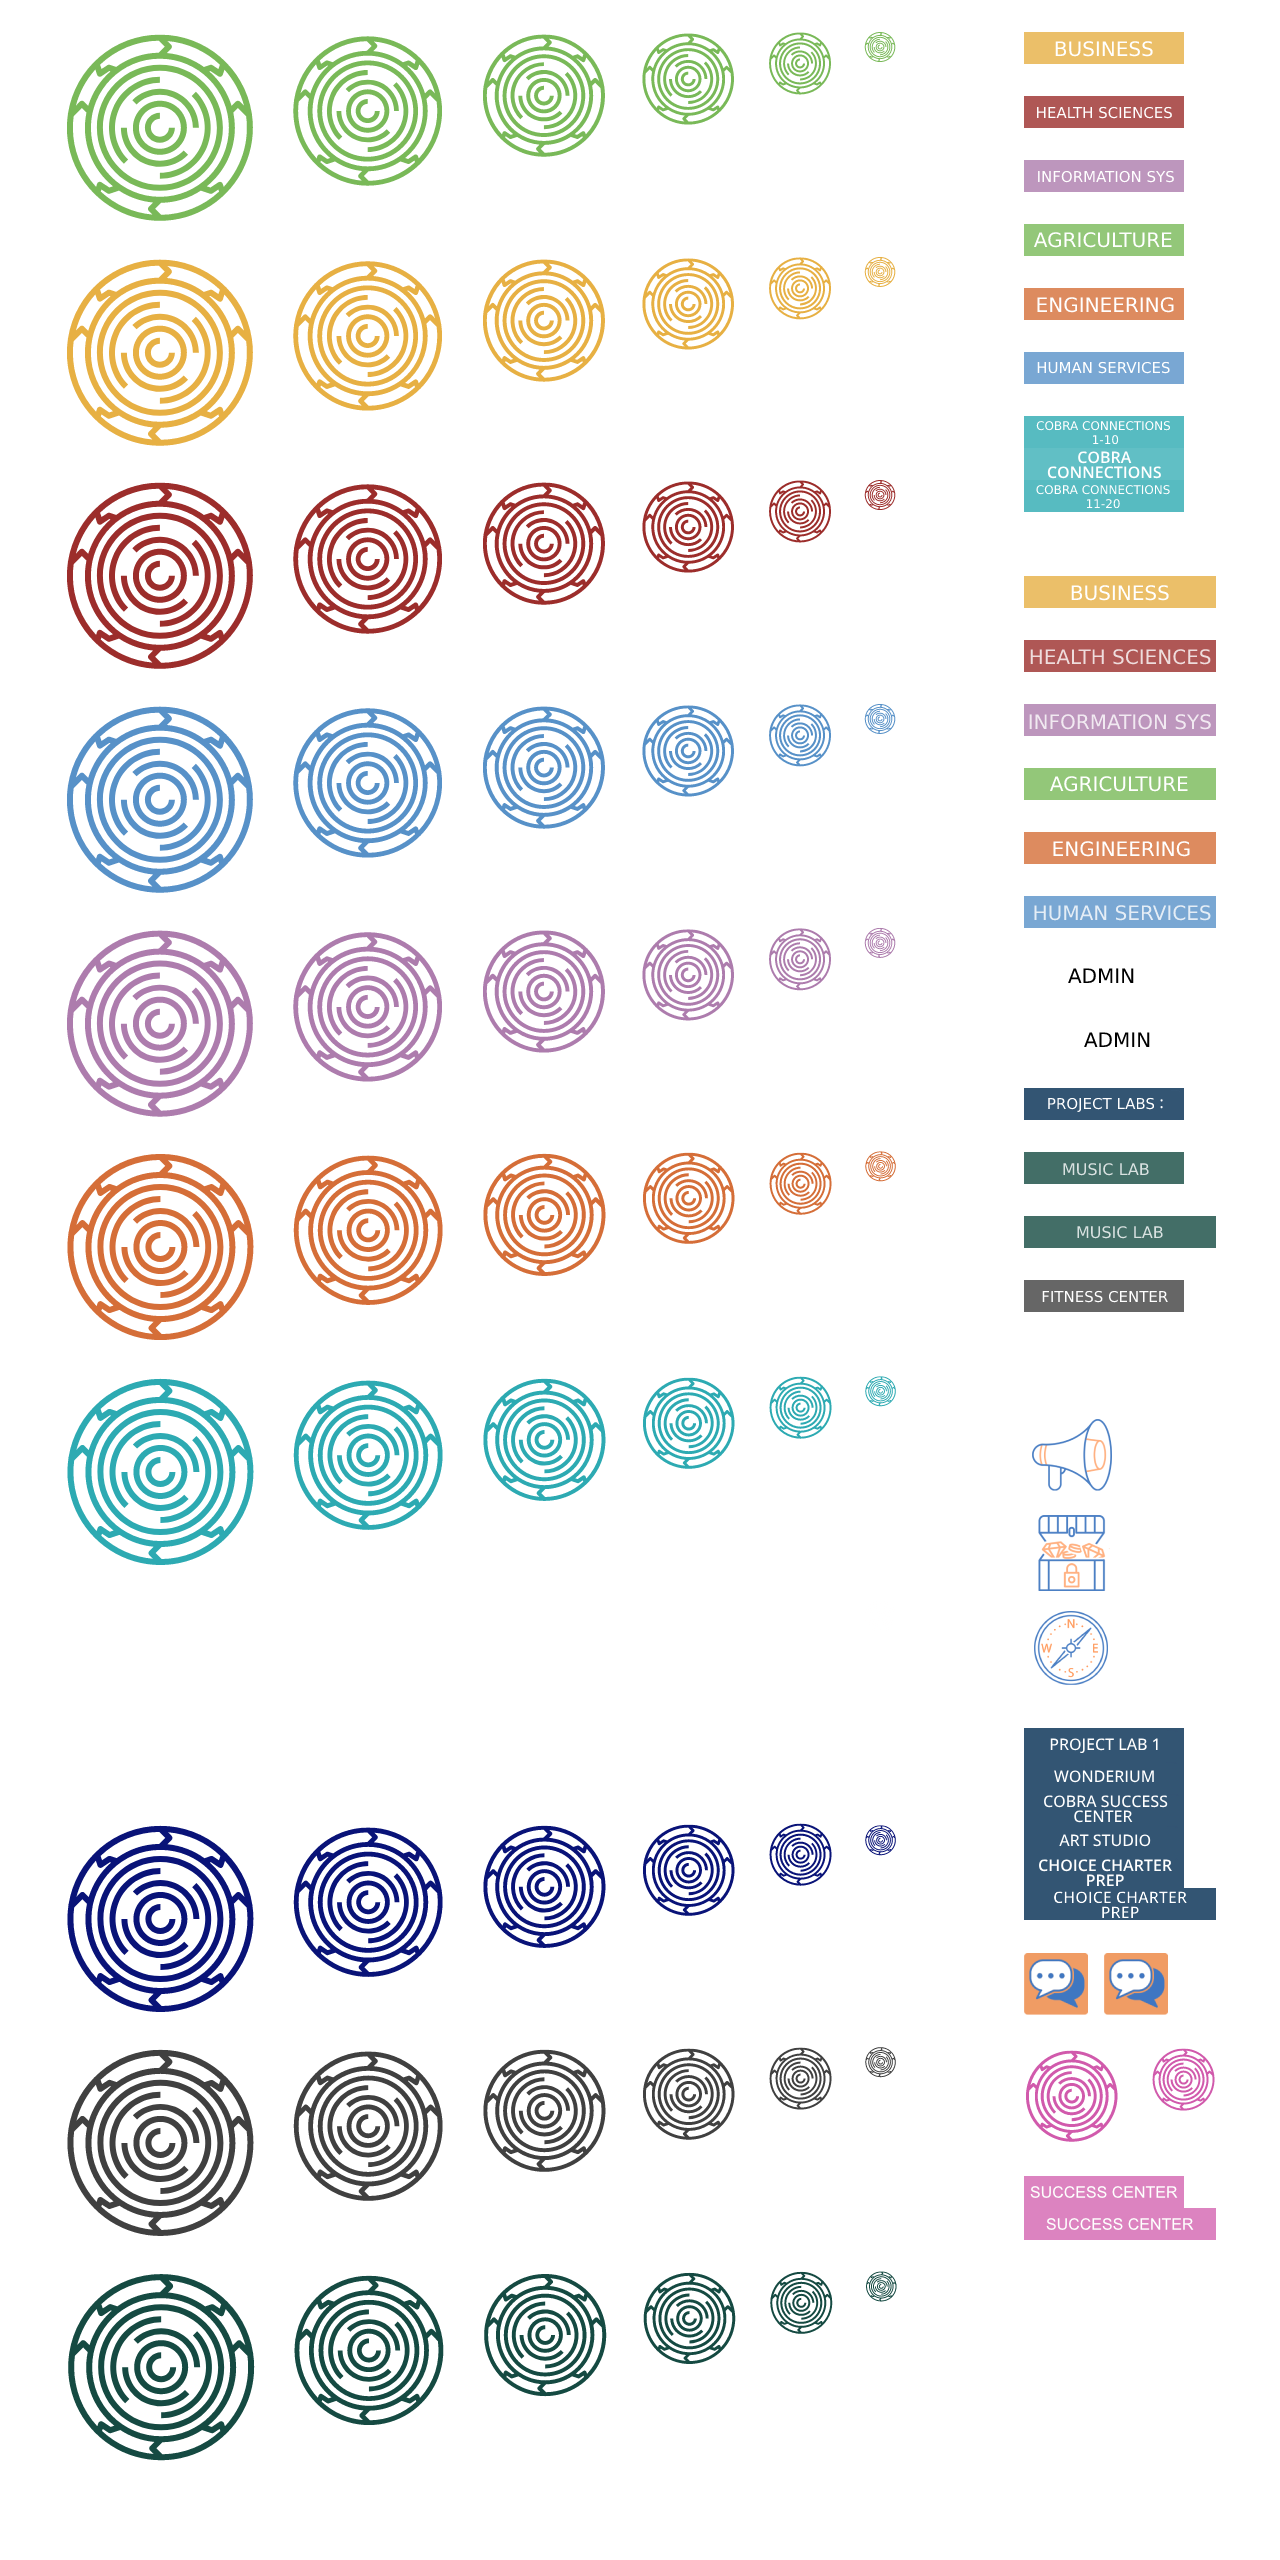 BUSINESS
HEALTH SCIENCES
INFORMATION SYS
AGRICULTURE
ENGINEERING
HUMAN SERVICES
COBRA CONNECTIONS
1-10
COBRA
CONNECTIONS
COBRA CONNECTIONS
11-20
BUSINESS
HEALTH SCIENCES
INFORMATION SYS
AGRICULTURE
ENGINEERING
HUMAN SERVICES
ADMIN
ADMIN
PROJECT LABS :
MUSIC LAB
MUSIC LAB
FITNESS CENTER
N
W E
S
PROJECT LAB 1
WONDERIUM
COBRA SUCCESS
CENTER
ART STUDIO
CHOICE CHARTER
PREP
CHOICE CHARTER
PREP
SUCCESS CENTER
SUCCESS CENTER